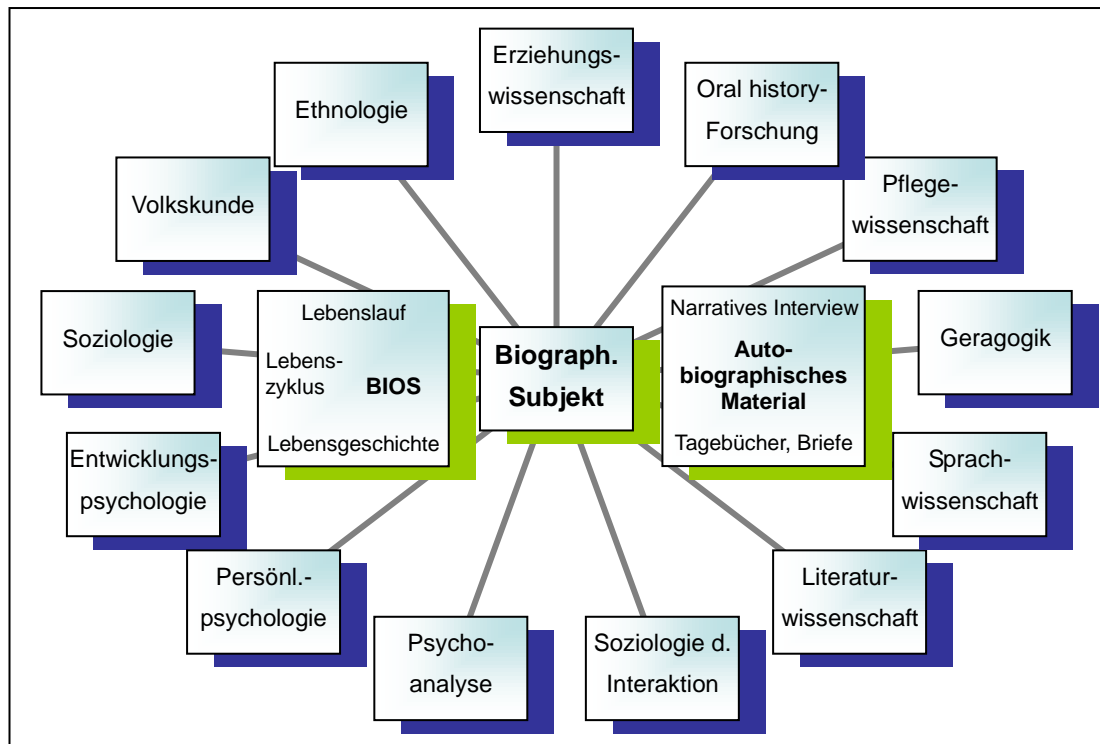 Erziehungs-
wissenschaft
Oral history-
Forschung
Ethnologie
Pflege-
wissenschaft
Volkskunde
Soziologie
Lebenslauf
Lebens-
zyklus
BIOS
Lebensgeschichte
Biograph.
Subjekt
Narratives Interview
Auto-
biographisches
Material
Tagebücher, Briefe
Geragogik
Entwicklungs-
psychologie
Sprach-
wissenschaft
Persönl.-
psychologie
Literatur-
wissenschaft
Psycho-
analyse
Soziologie d.
Interaktion